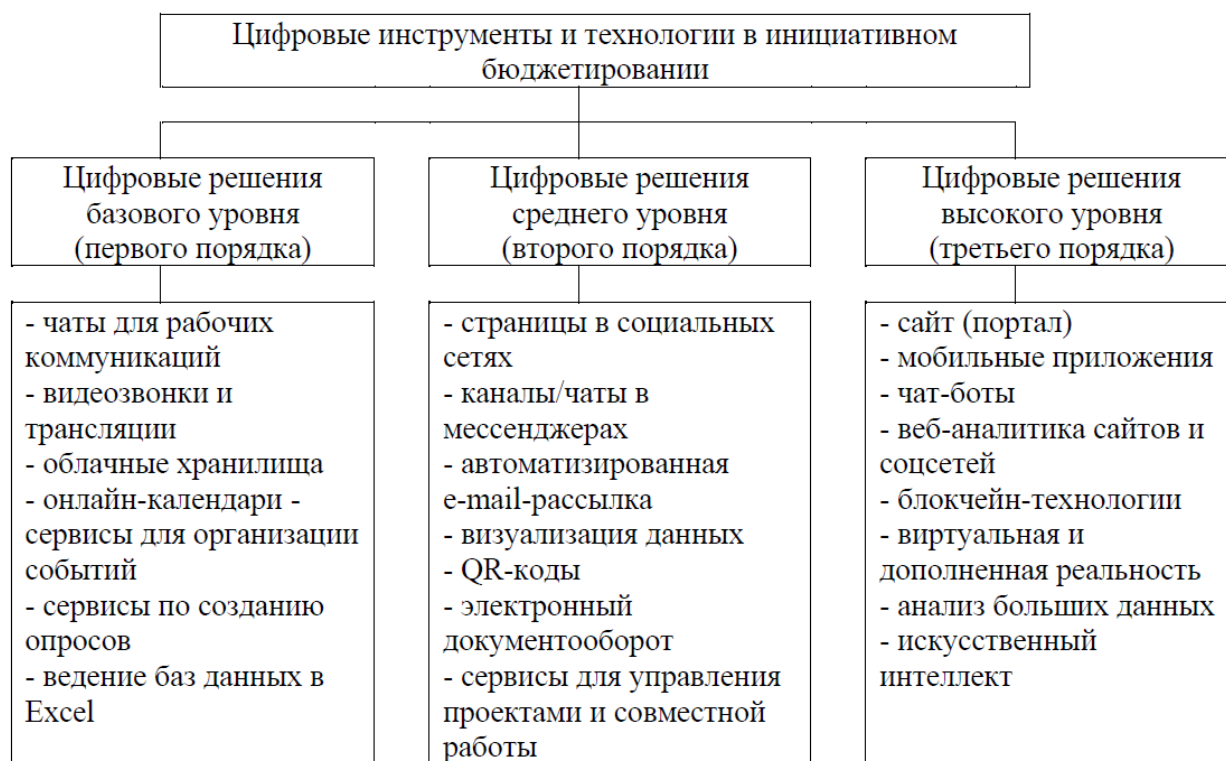 Цифровые инструменты и технологии в инициативном
бюджетировании
Цифровые решения
базового уровня
(первого порядка)
Цифровые решения
среднего уровня
(второго порядка)
Цифровые решения
высокого уровня
(третьего порядка)
- чаты для рабочих
коммуникаций
- видеозвонки и
трансляции
- облачные хранилища
- онлайн-календари -
сервисы для организации
событий
- сервисы по созданию
опросов
- ведение баз данных в
Excel
- страницы в социальных
сетях
- каналы/чаты в
мессенджерах
- автоматизированная
e-mail-рассылка
- визуализация данных
- QR-коды
- электронный
документооборот
- сервисы для управления
проектами и совместной
работы
- сайт (портал)
- мобильные приложения
- чат-боты
- веб-аналитика сайтов и
соцсетей
- блокчейн-технологии
- виртуальная и
дополненная реальность
- анализ больших данных
- искусственный
интеллект